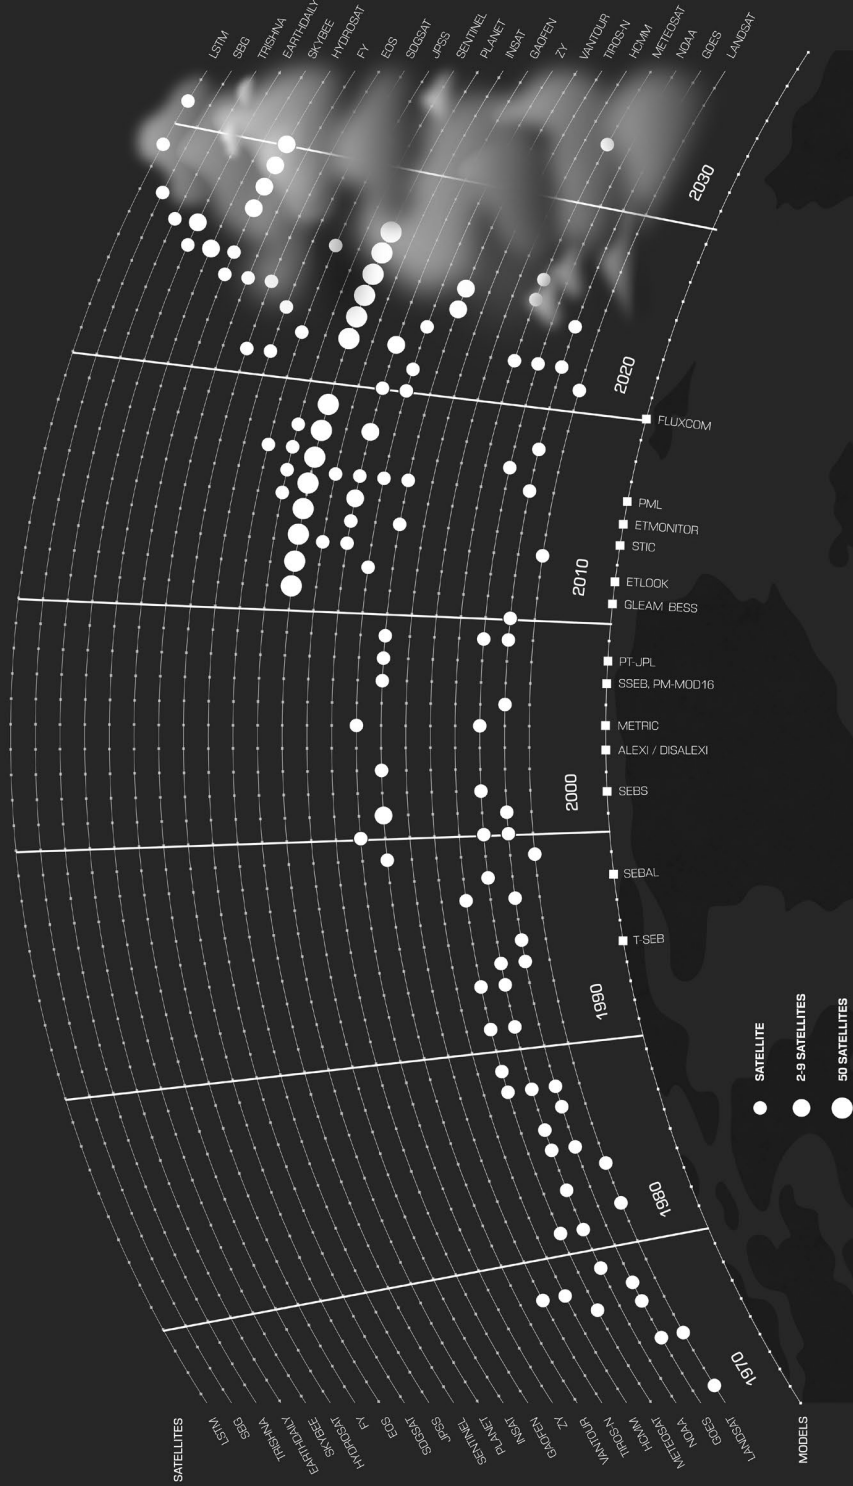 LSTM
SBG
TRISHNA
EARTHDAILY
SKYBEE
HYDROSAT
FY
EOS
SDGSAT
JPSS
SENTINEL
PLANET
INSAT
GAOFEN
ZY
VANTOUR
TIROS-N
HCMM
METEOSAT
NOAA
GOES
LANDSAT
2030
2020
FLUXCOM
PML
ETMONITOR
STIC
2010
ETLOOK
GLEAM BESS
PT-JPL
SSEB, PM-MOD16
METRIC
ALEXI / DISALEXI
2000
SEBS
SEBAL
T-SEB
1990
1980
1970
SATELLITE
2-9 SATELLITES
50 SATELLITES
SATELLITES
LSTM
SBG
TRISHNA
EARTHDAILY
SKYBEE
HYDROSAT
FY
EOS
SDGSAT
JPSS
SENTINEL
PLANET
INSAT
GAOFEN
ZY
VANTOUR
TIROS-N
HCMM
METEOSAT
NOAA
GOES
LANDSAT
MODELS